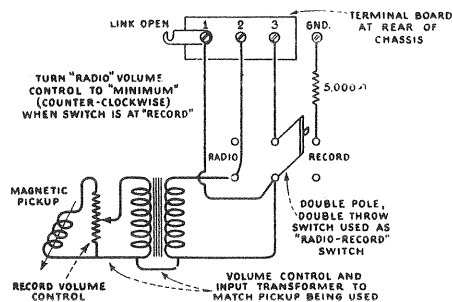 LINK OPEN
1 2 3 GND.
TERMINAL BOARD
AT REAR OF
CHASSIS
TURN "RADIO" VOLUME
CONTROL TO "MINIMUM"
(COUNTER-CLOCKWISE)
WHEN SWITCH IS AT "RECORD"
5,000Ω
RADIO
RECORD
MAGNETIC
PICKUP
DOUBLE POLE,
DOUBLE THROW
SWITCH USED AS
"RADIO-RECORD"
SWITCH
RECORD VOLUME
CONTROL
VOLUME CONTROL AND
INPUT TRANSFORMER TO
MATCH PICKUP BEING USED